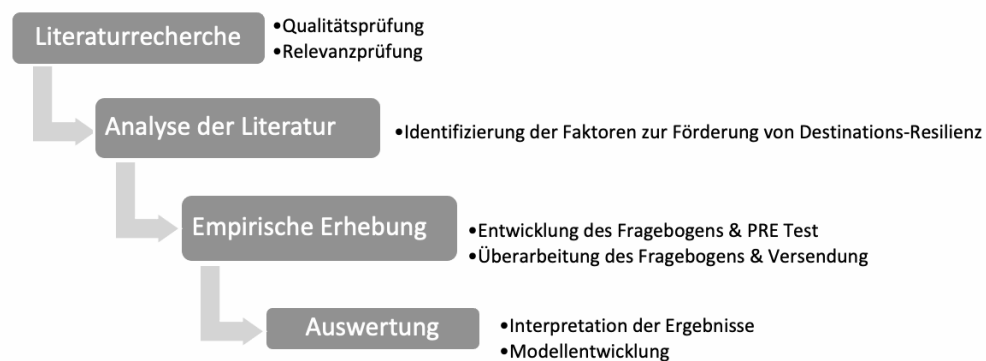 Literaturrecherche
•Qualitätsprüfung
•Relevanzprüfung
Analyse der Literatur
•Identifizierung der Faktoren zur Förderung von Destinations-Resilienz
Empirische Erhebung
•Entwicklung des Fragebogens & PRE Test
•Überarbeitung des Fragebogens & Versendung
Auswertung
•Interpretation der Ergebnisse
•Modellentwicklung